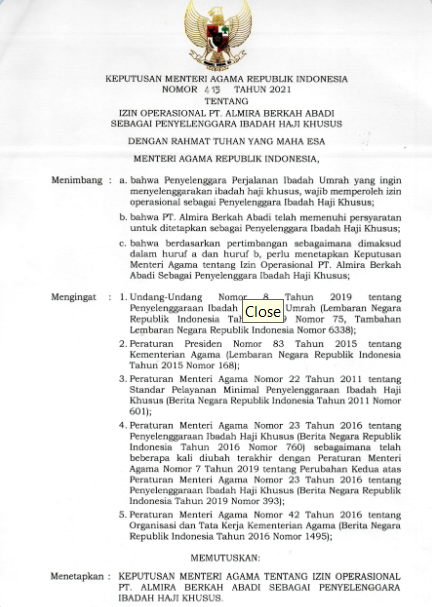 KEPUTUSAN MENTERI AGAMA REPUBLIK INDONESIA
NOMOR 413 TAHUN 2021
TENTANG
IZIN OPERASIONAL PT. ALMIRA BERKAH ABADI
SEBAGAI PENYELENGGARA IBADAH HAJI KHUSUS
DENGAN RAHMAT TUHAN YANG MAHA ESA
MENTERI AGAMA REPUBLIK INDONESIA,
Menimbang : a. bahwa Penyelenggara Perjalanan Ibadah Umrah yang ingin
menyelenggarakan ibadah haji khusus, wajib memperoleh izin
operasional sebagai Penyelenggara Ibadah Haji Khusus;
b. bahwa PT. Almira Berkah Abadi telah memenuhi persyaratan
untuk ditetapkan sebagai Penyelenggara Ibadah Haji Khusus;
c. bahwa berdasarkan pertimbangan sebagaimana dimaksud
dalam huruf a dan huruf b, perlu menetapkan Keputusan
Menteri Agama tentang Izin Operasional PT. Almira Berkah
Abadi Sebagai Penyelenggara Ibadah Haji Khusus;
Mengingat : 1. Undang-Undang Nomor 8 Tahun 2019 tentang
Penyelenggaraan Ibadah Umrah (Lembaran Negara
Close
Republik Indonesia Nomor 75, Tambahan
Lembaran Negara Republik Indonesia Nomor 6338);
2. Peraturan Presiden Nomor 83 Tahun 2015 tentang
Kementerian Agama (Lembaran Negara Republik Indonesia
Tahun 2015 Nomor 168);
3. Peraturan Menteri Agama Nomor 22 Tahun 2011 tentang
Standar Pelayanan Minimal Penyelenggaraan Ibadah Haji
Khusus (Berita Negara Republik Indonesia Tahun 2011 Nomor
601);
4. Peraturan Menteri Agama Nomor 23 Tahun 2016 tentang
Penyelenggaraan Ibadah Haji Khusus (Berita Negara Republik
Indonesia Tahun 2016 Nomor 760) sebagaimana telah
beberapa kali diubah terakhir dengan Peraturan Menteri
Agama Nomor 7 Tahun 2019 tentang Perubahan Kedua atas
Peraturan Menteri Agama Nomor 23 Tahun 2016 tentang
Penyelenggaraan Ibadah Haji Khusus (Berita Negara Republik
Indonesia Tahun 2019 Nomor 393);
5. Peraturan Menteri Agama Nomor 42 Tahun 2016 tentang
Organisasi dan Tata Kerja Kementerian Agama (Berita Negara
Republik Indonesia Tahun 2016 Nomor 1495);
MEMUTUSKAN:
Menetapkan : KEPUTUSAN MENTERI AGAMA TENTANG IZIN OPERASIONAL
PT. ALMIRA BERKAH ABADI SEBAGAI PENYELENGGARA
IBADAH HAJI KHUSUS.